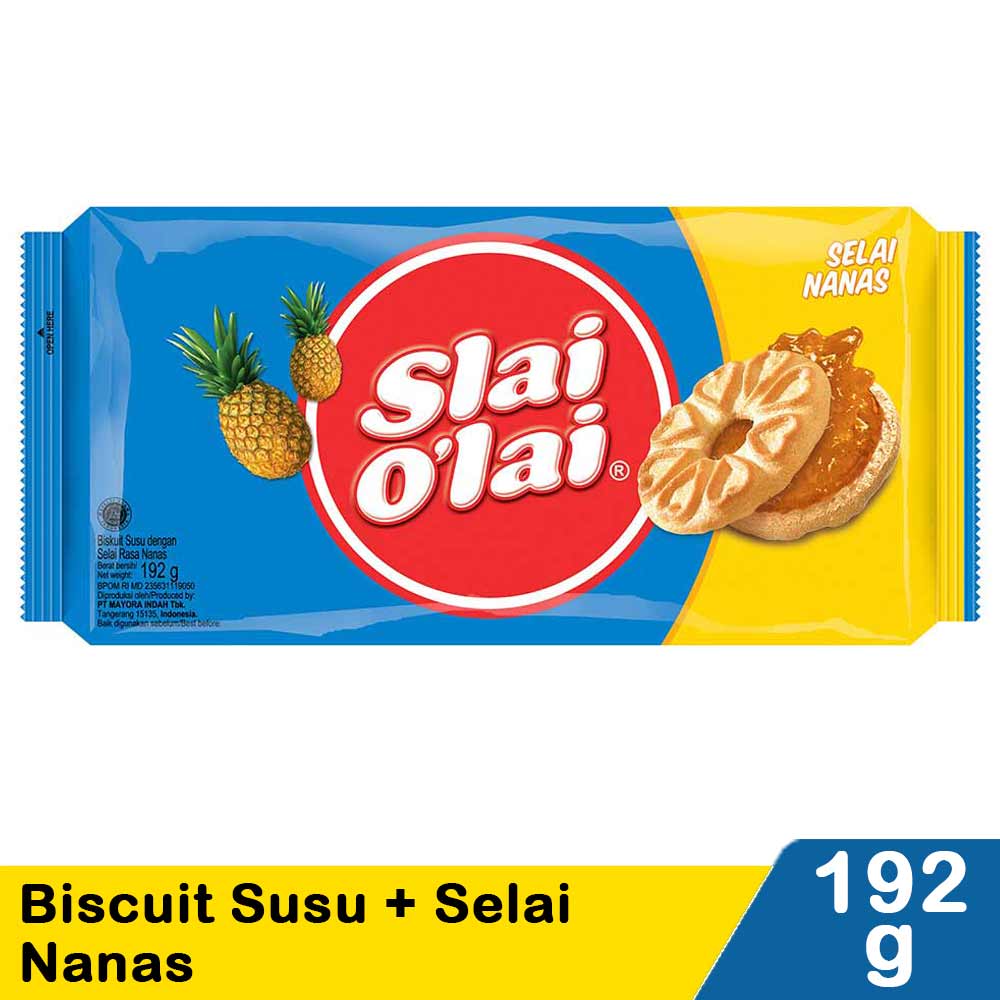 SELAI
NANAS
OPEN HERE
Slai
O'lai®
Biskuit Susu dengan
Selai Rasa Nanas
Berat bersih/
Net weight: 192 g
BPOM RI MD 235631119050
Diproduksi oleh/Produced by:
PT MAYORA INDAH Tbk.
Tangerang 15135, Indonesia.
Baik digunakan sebelum/Best before:
Biscuit Susu + Selai
Nanas
192
g